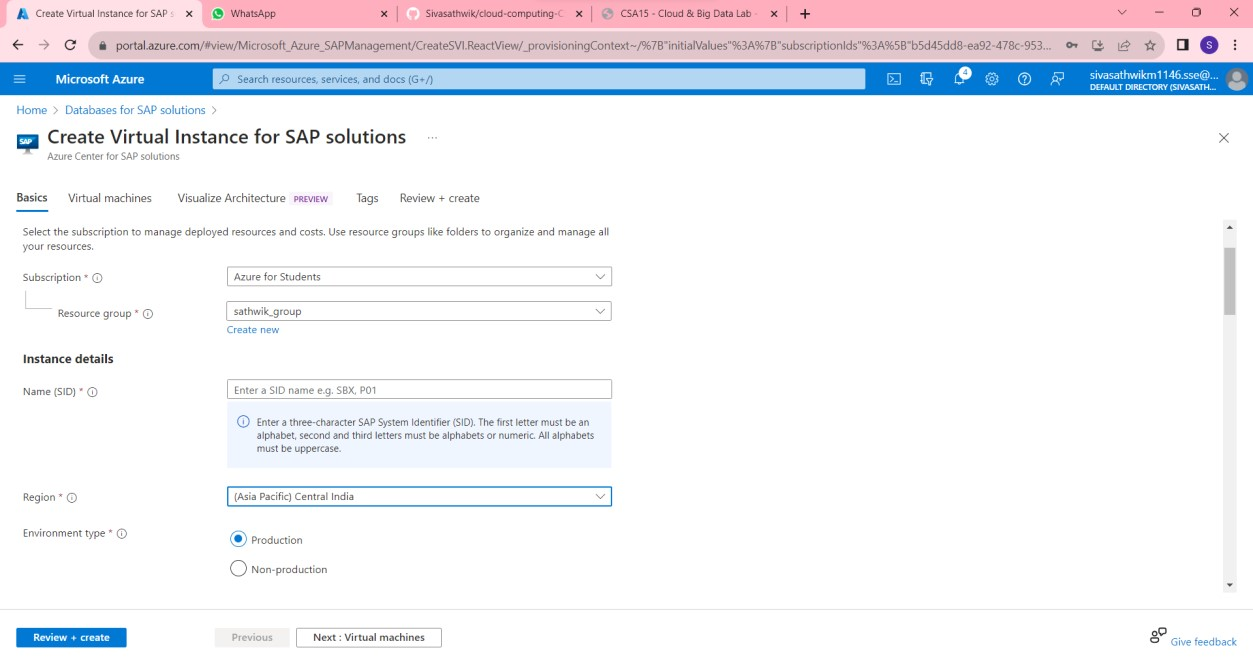 Create Virtual Instance for SAP s
WhatsApp
Sivasathwik/cloud-computing-C
CSA15 - Cloud & Big Data Lab -
portal.azure.com/#view/Microsoft_Azure_SAPManagement/CreateSVI.ReactView/_provisioningContext~/%7B"initialValues"%3A%7B"subscriptionIds"%3A%5B"b5d45dd8-ea92-478c-953...
S
Microsoft Azure
Search resources, services, and docs (G+/)
4
sivasathwikm1146.sse@...
DEFAULT DIRECTORY (SIVASATH...
Home > Databases for SAP solutions >
SAP
Create Virtual Instance for SAP solutions ...
Azure Center for SAP solutions
Basics Virtual machines Visualize Architecture PREVIEW Tags Review + create
Select the subscription to manage deployed resources and costs. Use resource groups like folders to organize and manage all
your resources.
Subscription * Azure for Students
Resource group * sathwik_group
Create new
Instance details
Name (SID) * Enter a SID name e.g. SBX, P01
Enter a three-character SAP System Identifier (SID). The first letter must be an
alphabet, second and third letters must be alphabets or numeric. All alphabets
must be uppercase.
Region * (Asia Pacific) Central India
Environment type * Production
Non-production
Review + create Previous Next : Virtual machines Give feedback